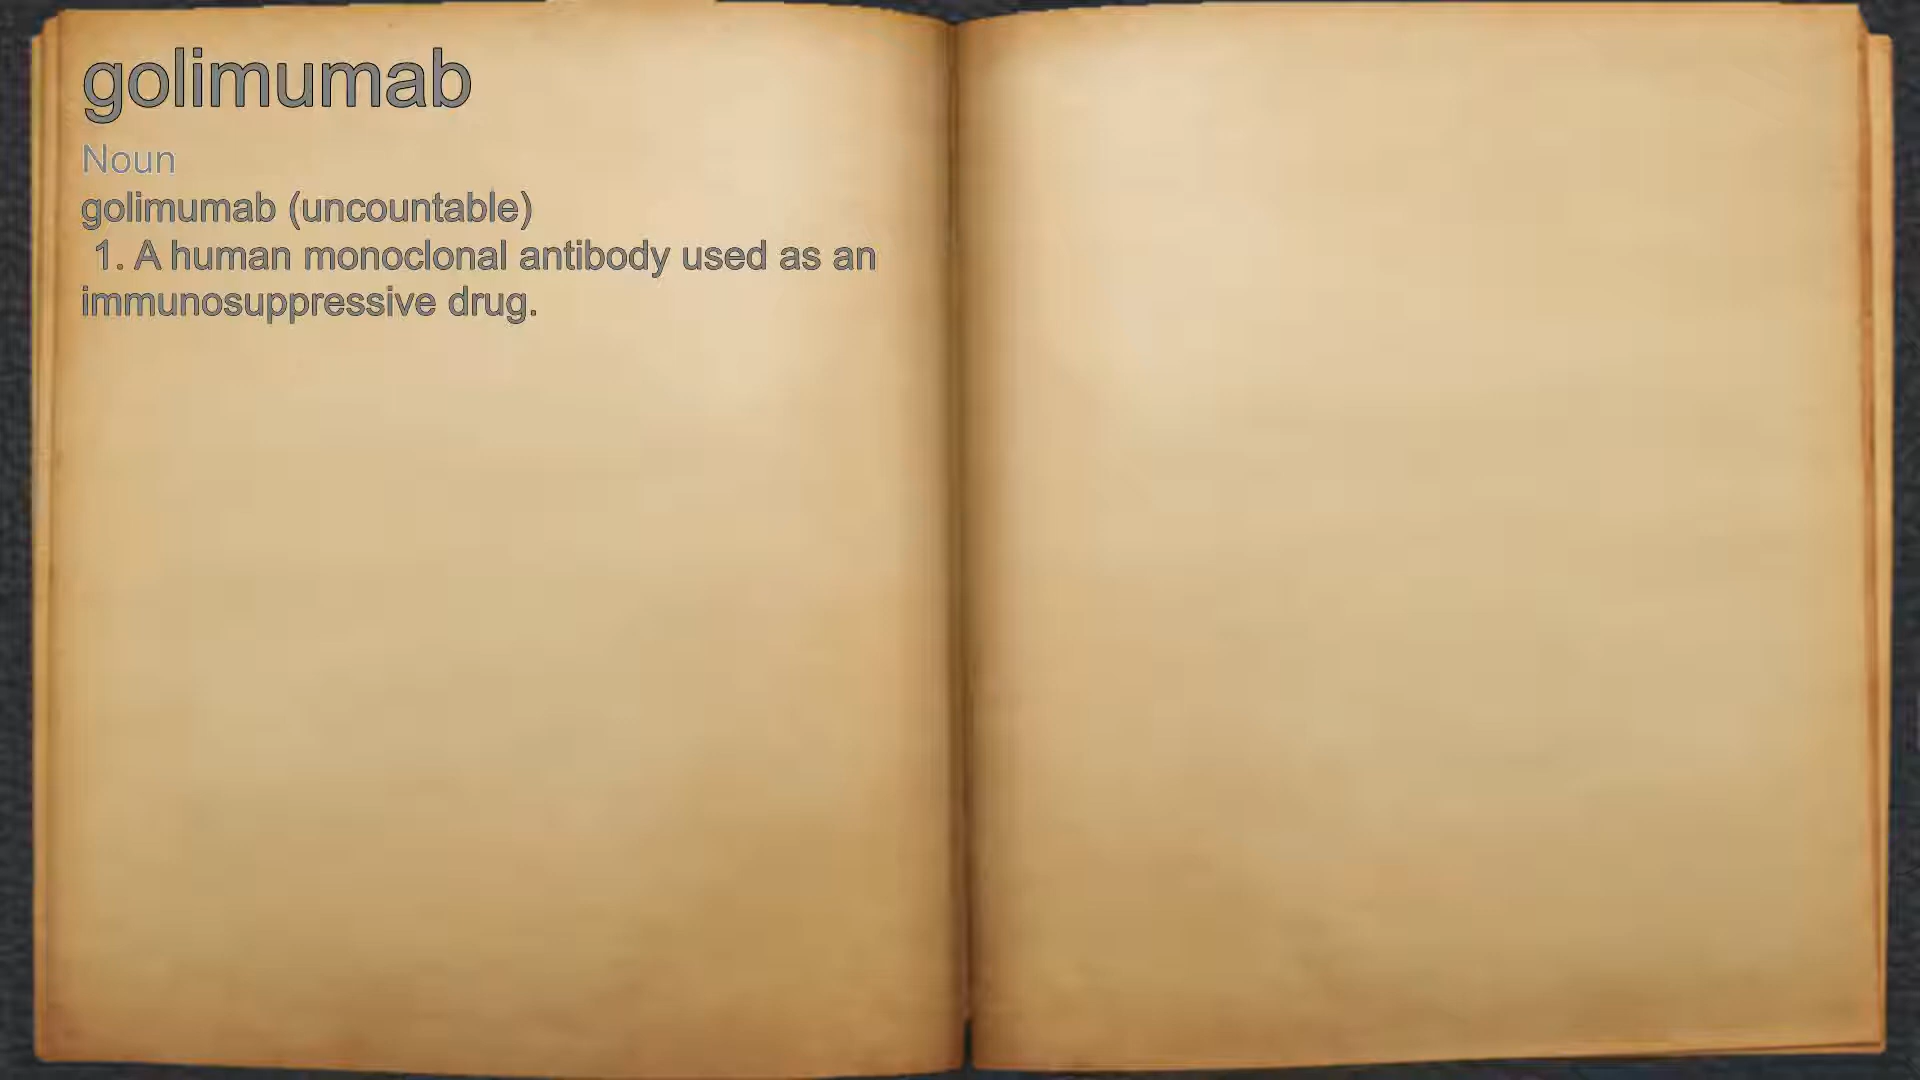 golimumab
Noun
golimumab (uncountable)
1. A human monoclonal antibody used as an
immunosuppressive drug.